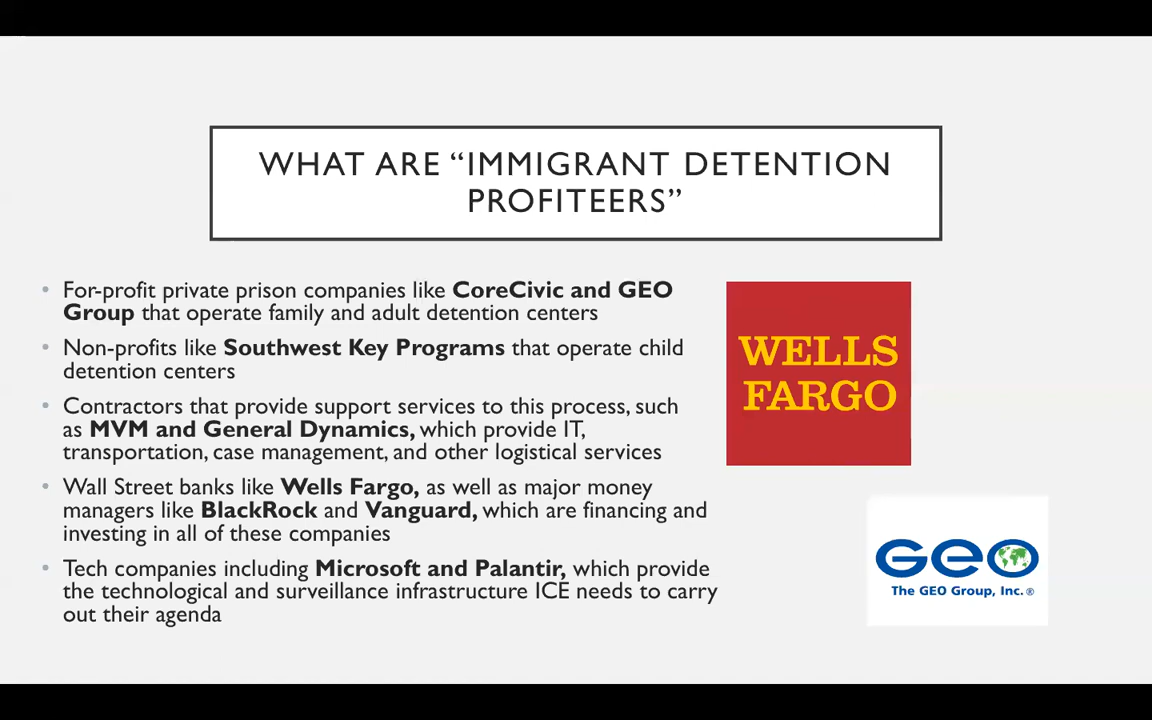 WHAT ARE “IMMIGRANT DETENTION
PROFITEERS”
• For-profit private prison companies like CoreCivic and GEO
Group that operate family and adult detention centers
• Non-profits like Southwest Key Programs that operate child
detention centers
• Contractors that provide support services to this process, such
as MVM and General Dynamics, which provide IT,
transportation, case management, and other logistical services
• Wall Street banks like Wells Fargo, as well as major money
managers like BlackRock and Vanguard, which are financing and
investing in all of these companies
• Tech companies including Microsoft and Palantir, which provide
the technological and surveillance infrastructure ICE needs to carry
out their agenda
WELLS
FARGO
GEO
The GEO Group, Inc.®